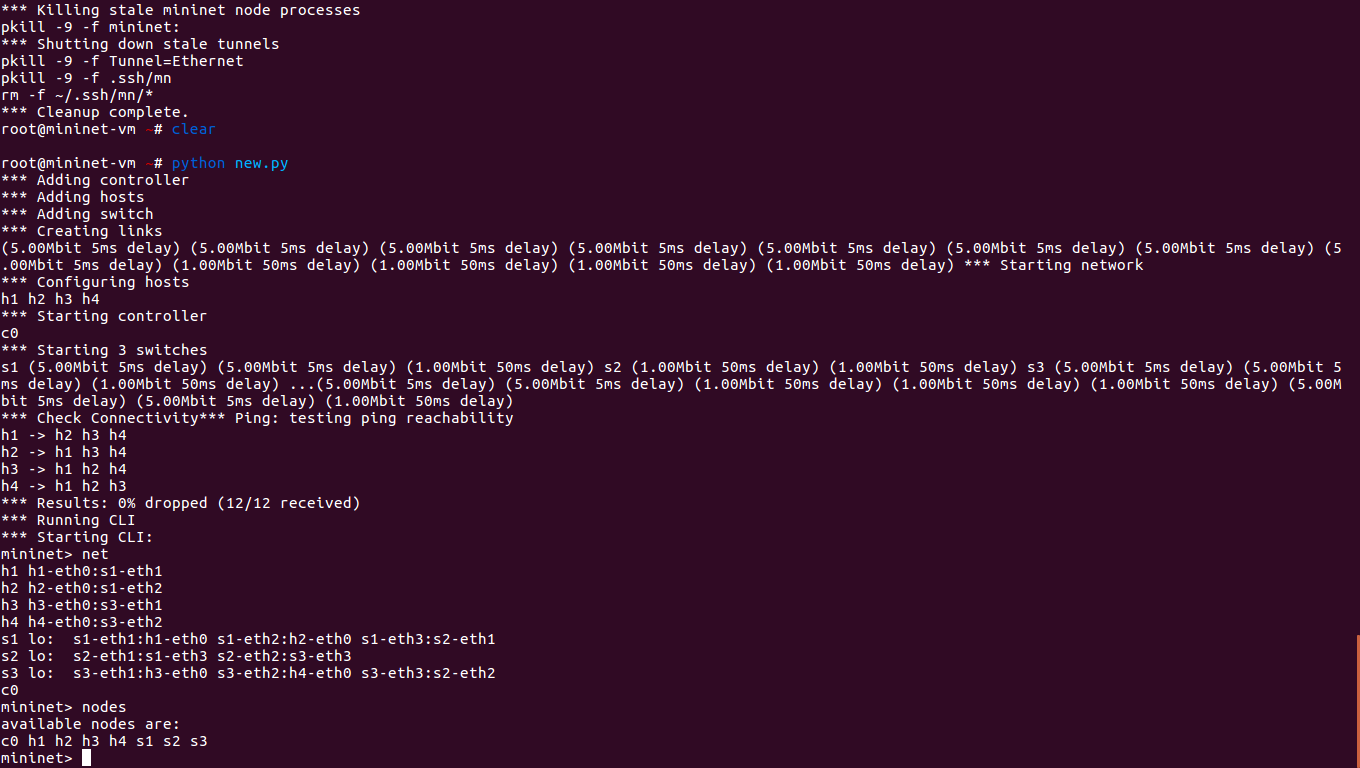 *** Killing stale mininet node processes
pkill -9 -f mininet:
*** Shutting down stale tunnels
pkill -9 -f Tunnel=Ethernet
pkill -9 -f .ssh/mn
rm -f ~/.ssh/mn/*
*** Cleanup complete.
root@mininet-vm ~# clear
root@mininet-vm ~# python new.py
*** Adding controller
*** Adding hosts
*** Adding switch
*** Creating links
(5.00Mbit 5ms delay) (5.00Mbit 5ms delay) (5.00Mbit 5ms delay) (5.00Mbit 5ms delay) (5.00Mbit 5ms delay) (5.00Mbit 5ms delay) (5.00Mbit 5ms delay) (5
.00Mbit 5ms delay) (1.00Mbit 50ms delay) (1.00Mbit 50ms delay) (1.00Mbit 50ms delay) (1.00Mbit 50ms delay) *** Starting network
*** Configuring hosts
h1 h2 h3 h4
*** Starting controller
c0
*** Starting 3 switches
s1 (5.00Mbit 5ms delay) (5.00Mbit 5ms delay) (1.00Mbit 50ms delay) s2 (1.00Mbit 50ms delay) (1.00Mbit 50ms delay) s3 (5.00Mbit 5ms delay) (5.00Mbit 5
ms delay) (1.00Mbit 50ms delay) ...(5.00Mbit 5ms delay) (5.00Mbit 5ms delay) (1.00Mbit 50ms delay) (1.00Mbit 50ms delay) (1.00Mbit 50ms delay) (5.00M
bit 5ms delay) (5.00Mbit 5ms delay) (1.00Mbit 50ms delay)
*** Check Connectivity*** Ping: testing ping reachability
h1 -> h2 h3 h4
h2 -> h1 h3 h4
h3 -> h1 h2 h4
h4 -> h1 h2 h3
*** Results: 0% dropped (12/12 received)
*** Running CLI
*** Starting CLI:
mininet> net
h1 h1-eth0:s1-eth1
h2 h2-eth0:s1-eth2
h3 h3-eth0:s3-eth1
h4 h4-eth0:s3-eth2
s1 lo:  s1-eth1:h1-eth0 s1-eth2:h2-eth0 s1-eth3:s2-eth1
s2 lo:  s2-eth1:s1-eth3 s2-eth2:s3-eth3
s3 lo:  s3-eth1:h3-eth0 s3-eth2:h4-eth0 s3-eth3:s2-eth2
c0
mininet> nodes
available nodes are:
c0 h1 h2 h3 h4 s1 s2 s3
mininet>